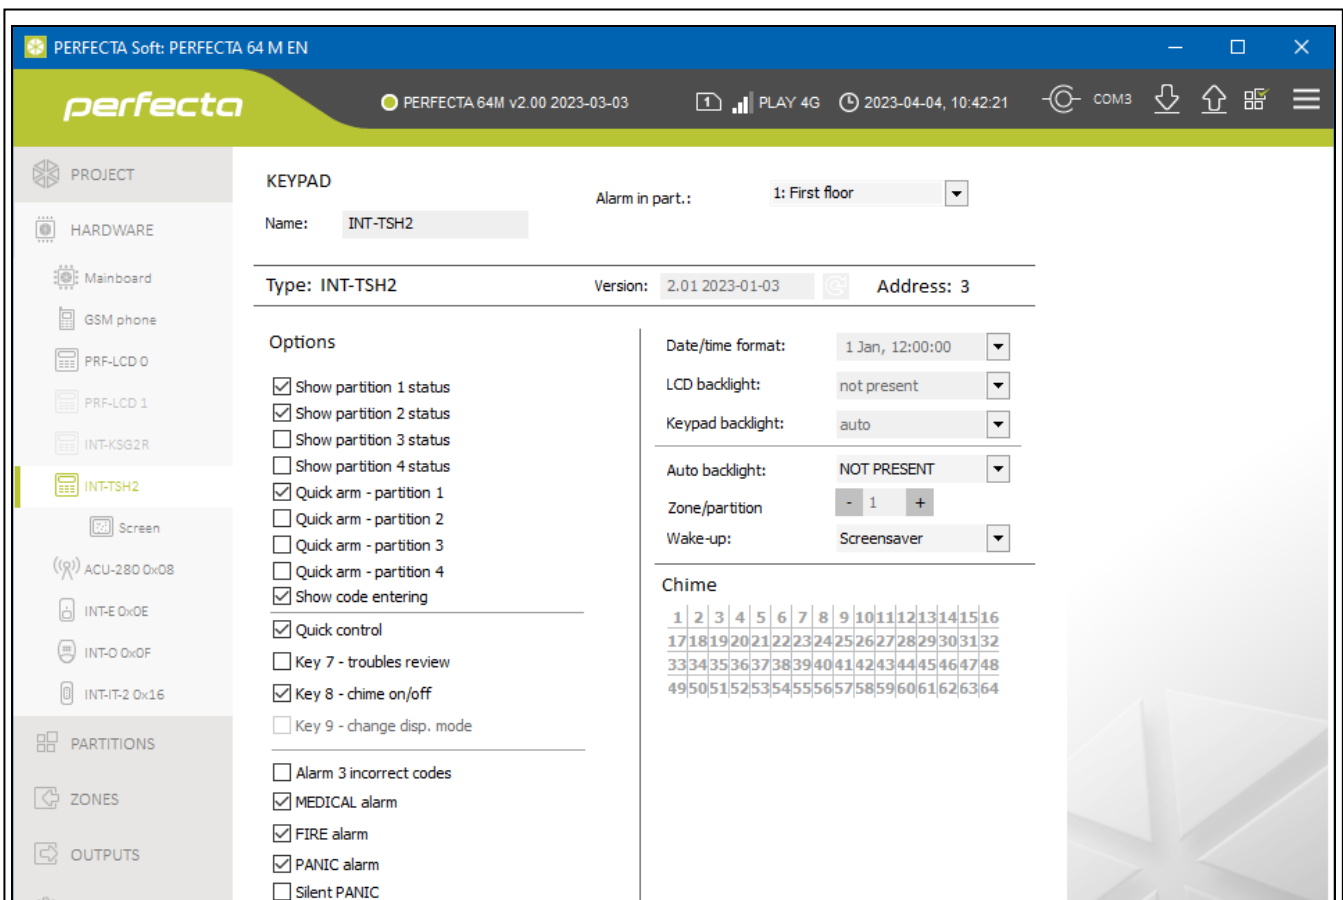 PERFECTA Soft: PERFECTA 64 M EN
perfecta
PERFECTA 64M v2.00 2023-03-03
1
PLAY 4G
2023-04-04, 10:42:21
COM3
PROJECT
HARDWARE
Mainboard
GSM phone
PRF-LCD 0
PRF-LCD 1
INT-KSG2R
INT-TSH2
Screen
ACU-280 0x08
INT-E 0x0E
INT-O 0x0F
INT-IT-2 0x16
PARTITIONS
ZONES
OUTPUTS
KEYPAD
Name: INT-TSH2
Alarm in part.: 1: First floor
Type: INT-TSH2
Version: 2.01 2023-01-03
Address: 3
Options
Show partition 1 status
Show partition 2 status
Show partition 3 status
Show partition 4 status
Quick arm - partition 1
Quick arm - partition 2
Quick arm - partition 3
Quick arm - partition 4
Show code entering
Quick control
Key 7 - troubles review
Key 8 - chime on/off
Key 9 - change disp. mode
Alarm 3 incorrect codes
MEDICAL alarm
FIRE alarm
PANIC alarm
Silent PANIC
Date/time format: 1 Jan, 12:00:00
LCD backlight: not present
Keypad backlight: auto
Auto backlight: NOT PRESENT
Zone/partition - 1 +
Wake-up: Screensaver
Chime
1 2 3 4 5 6 7 8 9 10 11 12 13 14 15 16
17 18 19 20 21 22 23 24 25 26 27 28 29 30 31 32
33 34 35 36 37 38 39 40 41 42 43 44 45 46 47 48
49 50 51 52 53 54 55 56 57 58 59 60 61 62 63 64